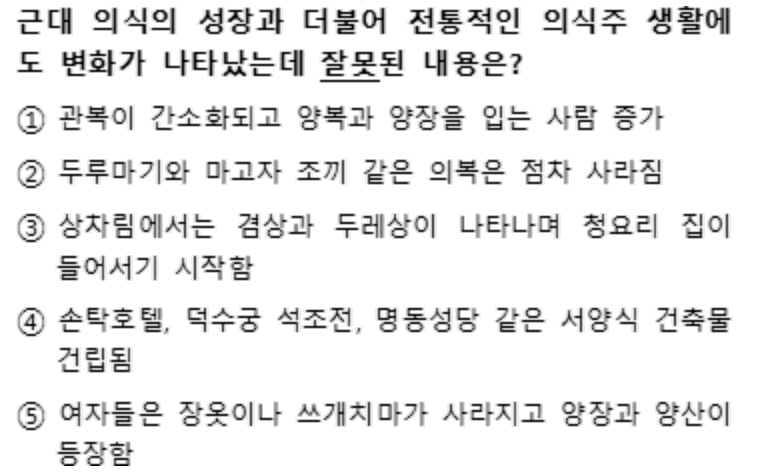 근대 의식의 성장과 더불어 전통적인 의식주 생활에
도 변화가 나타났는데 잘못된 내용은?
① 관복이 간소화되고 양복과 양장을 입는 사람 증가
② 두루마기와 마고자 조끼 같은 의복은 점차 사라짐
③ 상차림에서는 겸상과 두레상이 나타나며 청요리 집이
들어서기 시작함
④ 손탁호텔, 덕수궁 석조전, 명동성당 같은 서양식 건축물
건립됨
⑤ 여자들은 장옷이나 쓰개치마가 사라지고 양장과 양산이
등장함